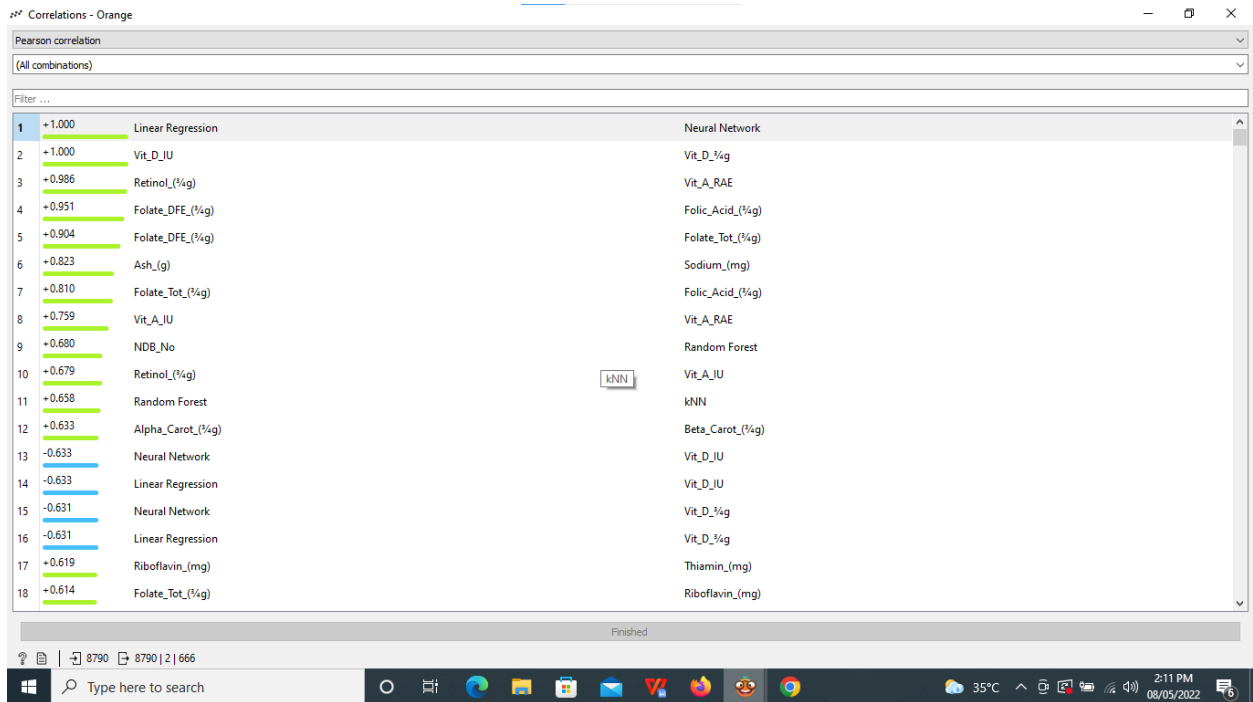 Correlations - Orange
Pearson correlation
(All combinations)
Filter ...
1 +1.000 Linear Regression Neural Network
2 +1.000 Vit_D_IU Vit_D_¾g
3 +0.986 Retinol_(¾g) Vit_A_RAE
4 +0.951 Folate_DFE_(¾g) Folic_Acid_(¾g)
5 +0.904 Folate_DFE_(¾g) Folate_Tot_(¾g)
6 +0.823 Ash_(g) Sodium_(mg)
7 +0.810 Folate_Tot_(¾g) Folic_Acid_(¾g)
8 +0.759 Vit_A_IU Vit_A_RAE
9 +0.680 NDB_No Random Forest
10 +0.679 Retinol_(¾g) Vit_A_IU
kNN
11 +0.658 Random Forest kNN
12 +0.633 Alpha_Carot_(¾g) Beta_Carot_(¾g)
13 -0.633 Neural Network Vit_D_IU
14 -0.633 Linear Regression Vit_D_IU
15 -0.631 Neural Network Vit_D_¾g
16 -0.631 Linear Regression Vit_D_¾g
17 +0.619 Riboflavin_(mg) Thiamin_(mg)
18 +0.614 Folate_Tot_(¾g) Riboflavin_(mg)
Finished
? 8790 8790 | 2 | 666
Type here to search
35°C
2:11 PM
08/05/2022
6